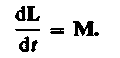 dL/dt = M.